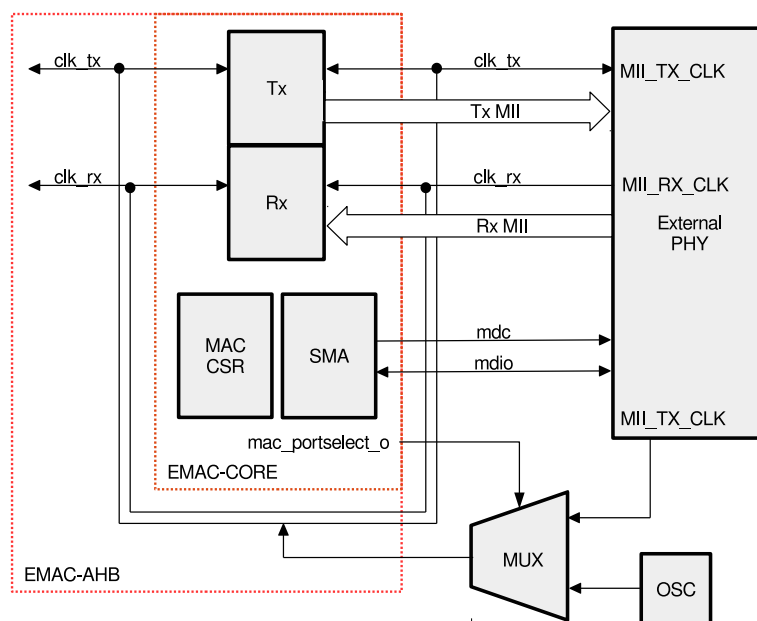 clk_tx
clk_tx
MII_TX_CLK
Tx
Tx MII
clk_rx
clk_rx
MII_RX_CLK
Rx
Rx MII
External
PHY
MAC
CSR
SMA
mdc
mdio
MII_TX_CLK
mac_portselect_o
EMAC-CORE
MUX
EMAC-AHB
OSC